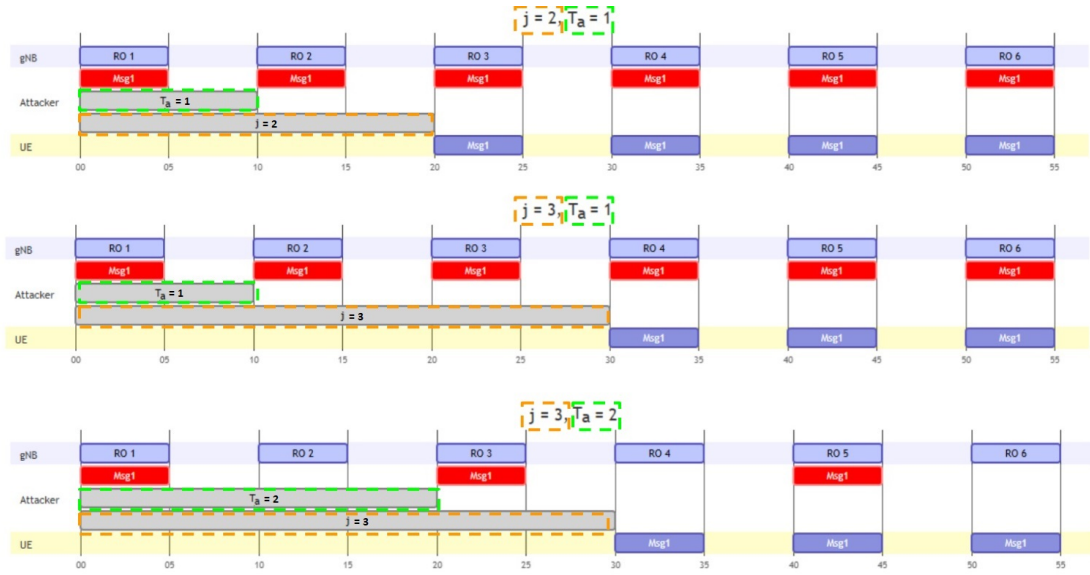 j = 2, Ta = 1
gNB RO 1 RO 2 RO 3 RO 4 RO 5 RO 6
Msg1 Msg1 Msg1 Msg1 Msg1 Msg1
Attacker Ta = 1
j = 2
UE Msg1 Msg1 Msg1 Msg1
00 05 10 15 20 25 30 35 40 45 50 55
j = 3, Ta = 1
gNB RO 1 RO 2 RO 3 RO 4 RO 5 RO 6
Msg1 Msg1 Msg1 Msg1 Msg1 Msg1
Attacker Ta = 1
j = 3
UE Msg1 Msg1 Msg1
00 05 10 15 20 25 30 35 40 45 50 55
j = 3, Ta = 2
gNB RO 1 RO 2 RO 3 RO 4 RO 5 RO 6
Msg1 Msg1 Msg1
Attacker Ta = 2
j = 3
UE Msg1 Msg1 Msg1
00 05 10 15 20 25 30 35 40 45 50 55